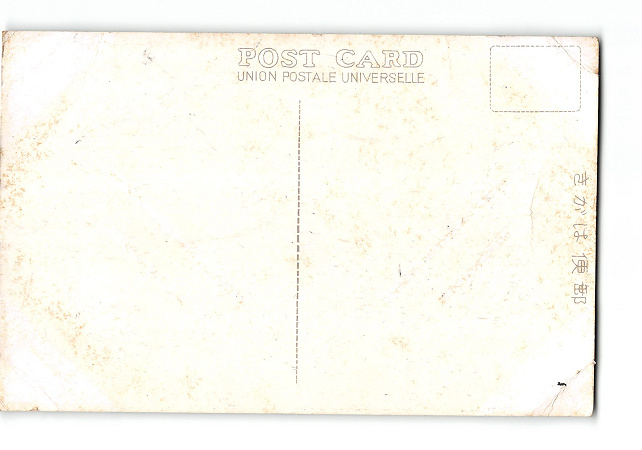 POST CARD
UNION POSTALE UNIVERSELLE
きがは便郵